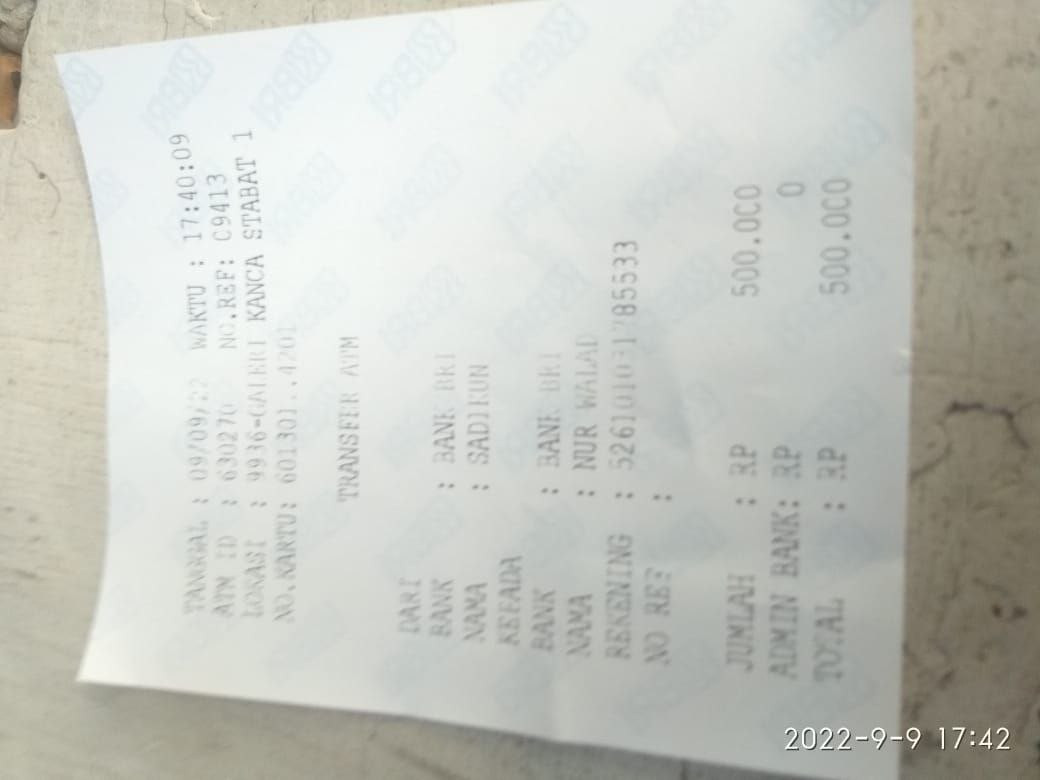 TANGGAL : 09/09/22 WAKTU : 17:40:09
ATM ID : 630270 NO.REF: C9413
LOKASI : 9936-GALERI KANCA STABAT 1
NO.KARTU: 601301..4201
TRANSFER ATM
DARI
BANK : BANK BRI
NAMA : SADIKUN
KEPADA
BANK : BANK BRI
NAMA : NUR WALAD
REKENING :
NO REF :
JUMLAH : RP 500.000
ADMIN BANK: RP 0
TOTAL : RP 500.000
2022-9-9 17:42